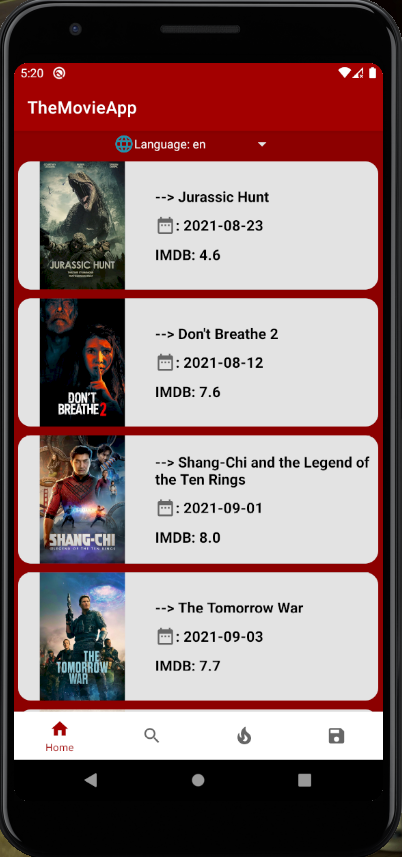 5:20
TheMovieApp
Language: en
JURASSIC HUNT
--> Jurassic Hunt
: 2021-08-23
IMDB: 4.6
DON'T
BREATHE 2
--> Don't Breathe 2
: 2021-08-12
IMDB: 7.6
SHANG-CHI
--> Shang-Chi and the Legend of
the Ten Rings
: 2021-09-01
IMDB: 8.0
THE
TOMORROW
WAR
--> The Tomorrow War
: 2021-09-03
IMDB: 7.7
Home